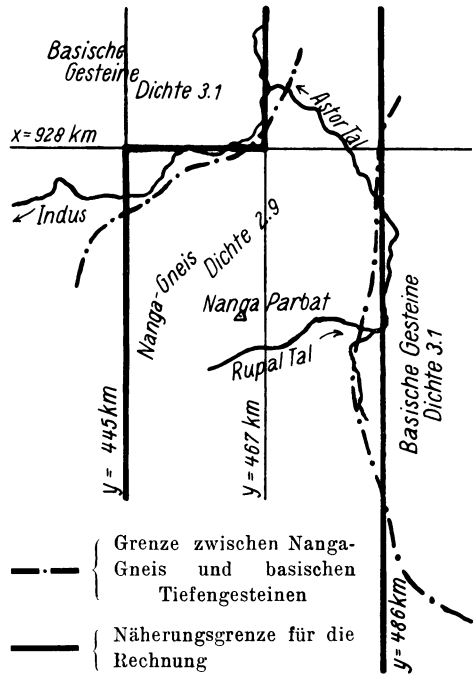 Basische
Gesteine
Dichte 3.1
Astor Tal
x = 928 km
Indus
Nanga-Gneis
Dichte 2.9
Nanga Parbat
Rupal Tal
Basische Gesteine
Dichte 3.1
y = 445 km
y = 467 km
y = 486 km
Grenze zwischen Nanga-
Gneis und basischen
Tiefengesteinen
Näherungsgrenze für die
Rechnung